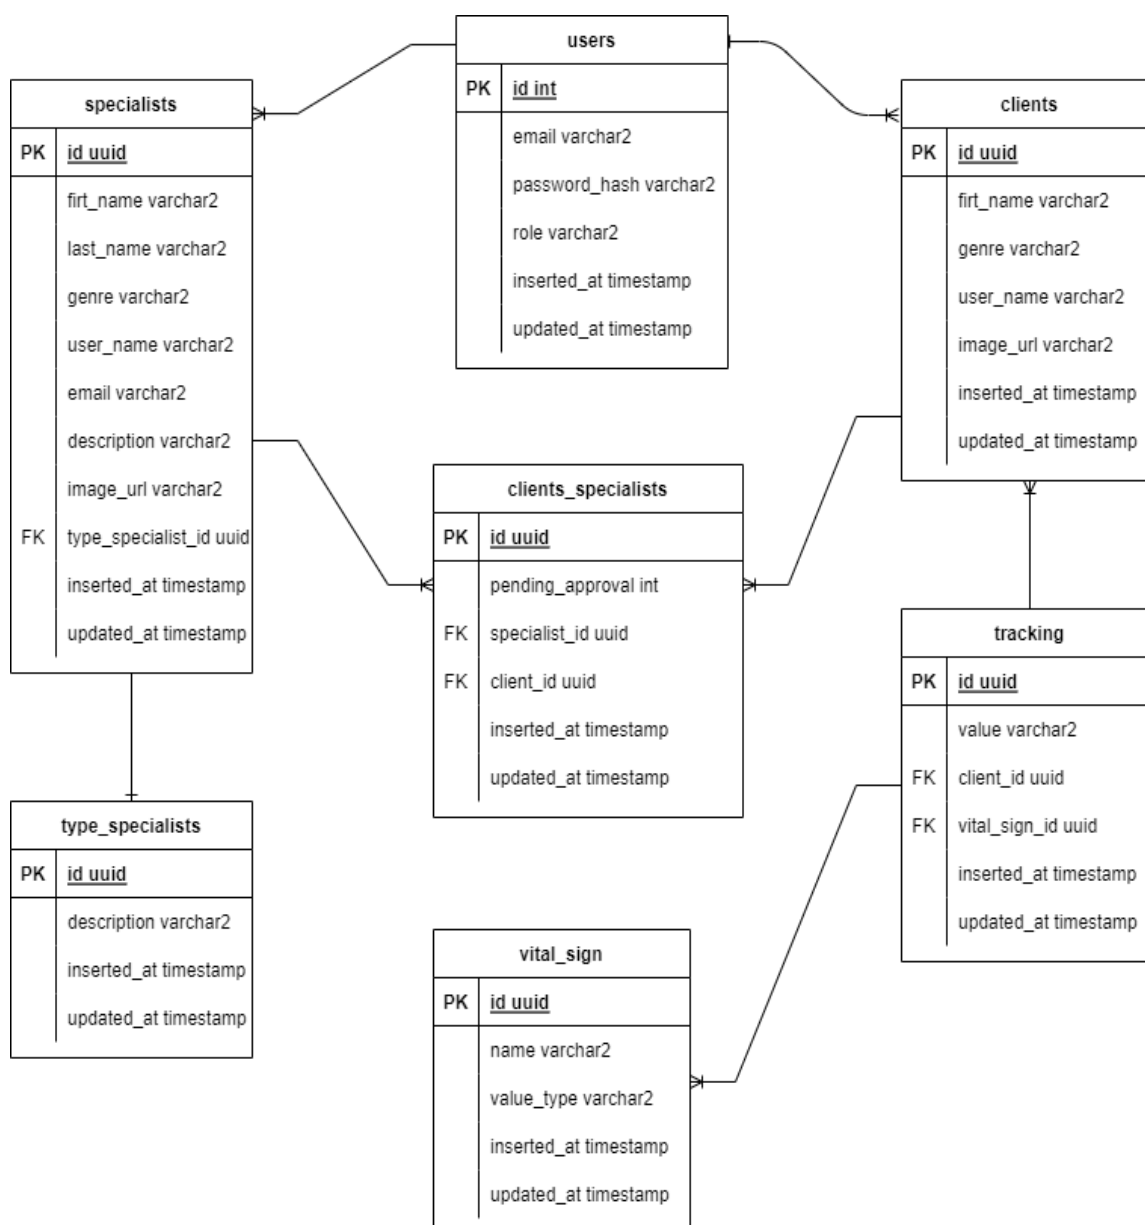 users
PK id int
email varchar2
password_hash varchar2
role varchar2
inserted_at timestamp
updated_at timestamp
specialists
PK id uuid
firt_name varchar2
last_name varchar2
genre varchar2
user_name varchar2
email varchar2
description varchar2
image_url varchar2
FK type_specialist_id uuid
inserted_at timestamp
updated_at timestamp
clients
PK id uuid
firt_name varchar2
genre varchar2
user_name varchar2
image_url varchar2
inserted_at timestamp
updated_at timestamp
clients_specialists
PK id uuid
pending_approval int
FK specialist_id uuid
FK client_id uuid
inserted_at timestamp
updated_at timestamp
tracking
PK id uuid
value varchar2
FK client_id uuid
FK vital_sign_id uuid
inserted_at timestamp
updated_at timestamp
type_specialists
PK id uuid
description varchar2
inserted_at timestamp
updated_at timestamp
vital_sign
PK id uuid
name varchar2
value_type varchar2
inserted_at timestamp
updated_at timestamp